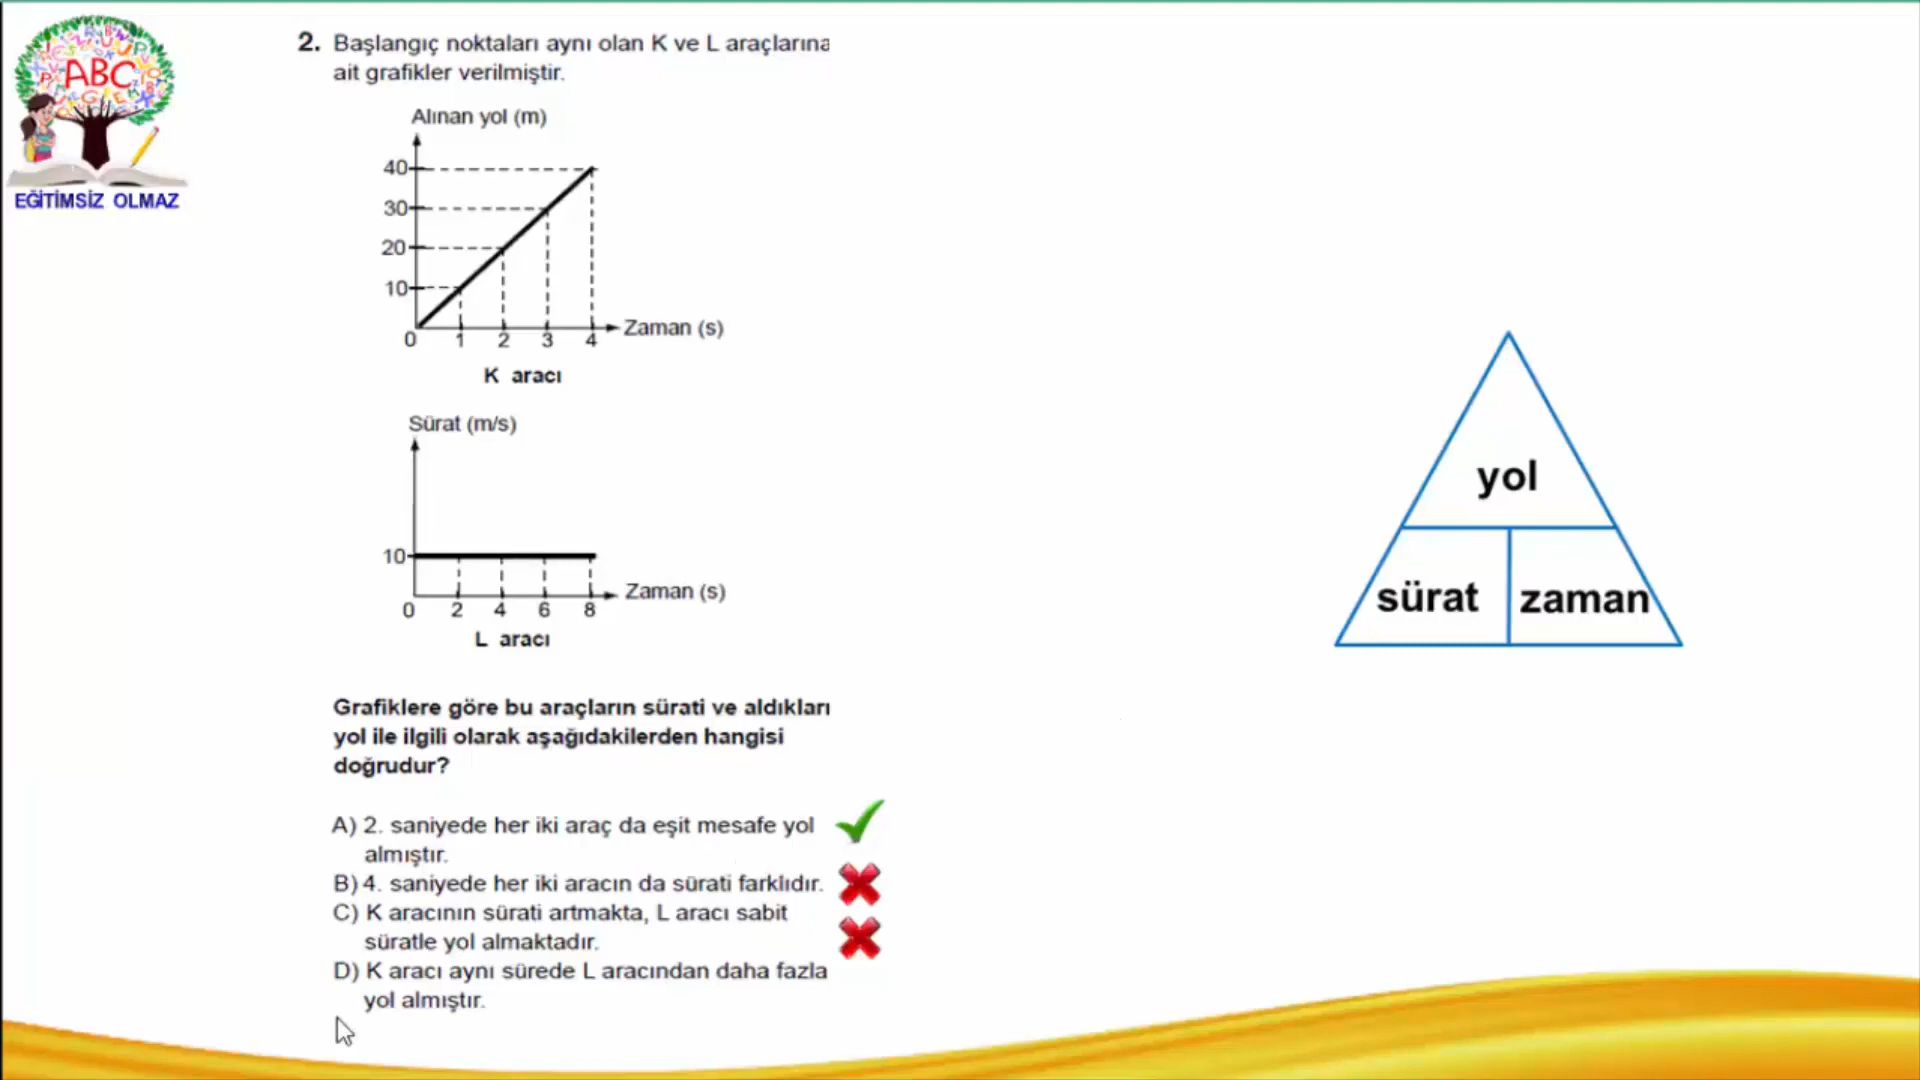 ABC
EĞİTİMSİZ OLMAZ
2. Başlangıç noktaları aynı olan K ve L araçlarına
ait grafikler verilmiştir.
Alınan yol (m)
40
30
20
10
0 1 2 3 4 Zaman (s)
K aracı
Sürat (m/s)
10
0 2 4 6 8 Zaman (s)
L aracı
yol
sürat zaman
Grafiklere göre bu araçların sürati ve aldıkları
yol ile ilgili olarak aşağıdakilerden hangisi
doğrudur?
A) 2. saniyede her iki araç da eşit mesafe yol
almıştır.
B) 4. saniyede her iki aracın da sürati farklıdır.
C) K aracının sürati artmakta, L aracı sabit
süratle yol almaktadır.
D) K aracı aynı sürede L aracından daha fazla
yol almıştır.